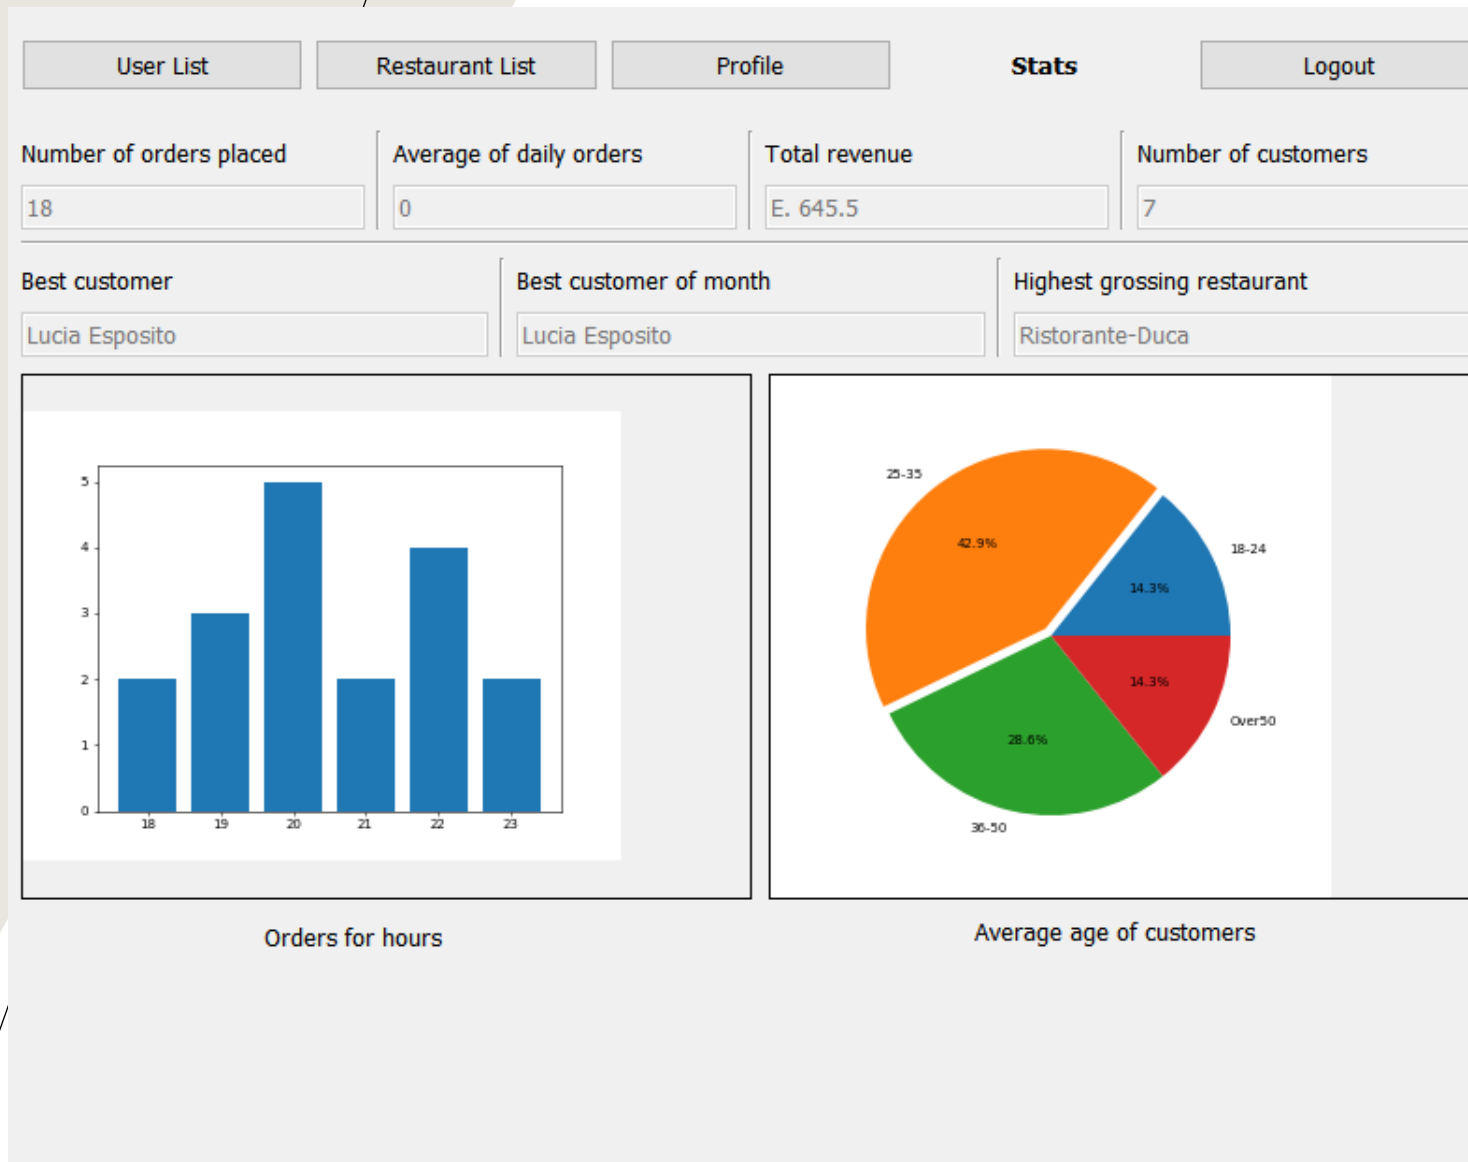 User List
Restaurant List
Profile
Stats
Logout
Number of orders placed
Average of daily orders
Total revenue
Number of customers
18
0
E. 645.5
7
Best customer
Best customer of month
Highest grossing restaurant
Lucia Esposito
Lucia Esposito
Ristorante-Duca
5
4
3
2
1
0
18
19
20
21
22
23
Orders for hours
25-35
42.9%
18-24
14.3%
14.3%
Over50
28.6%
36-50
Average age of customers